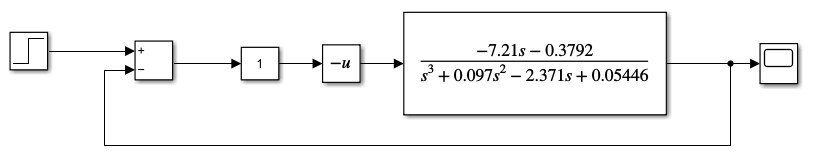 +
−
1
−u
−7.21s − 0.3792
s³ + 0.097s² − 2.371s + 0.05446